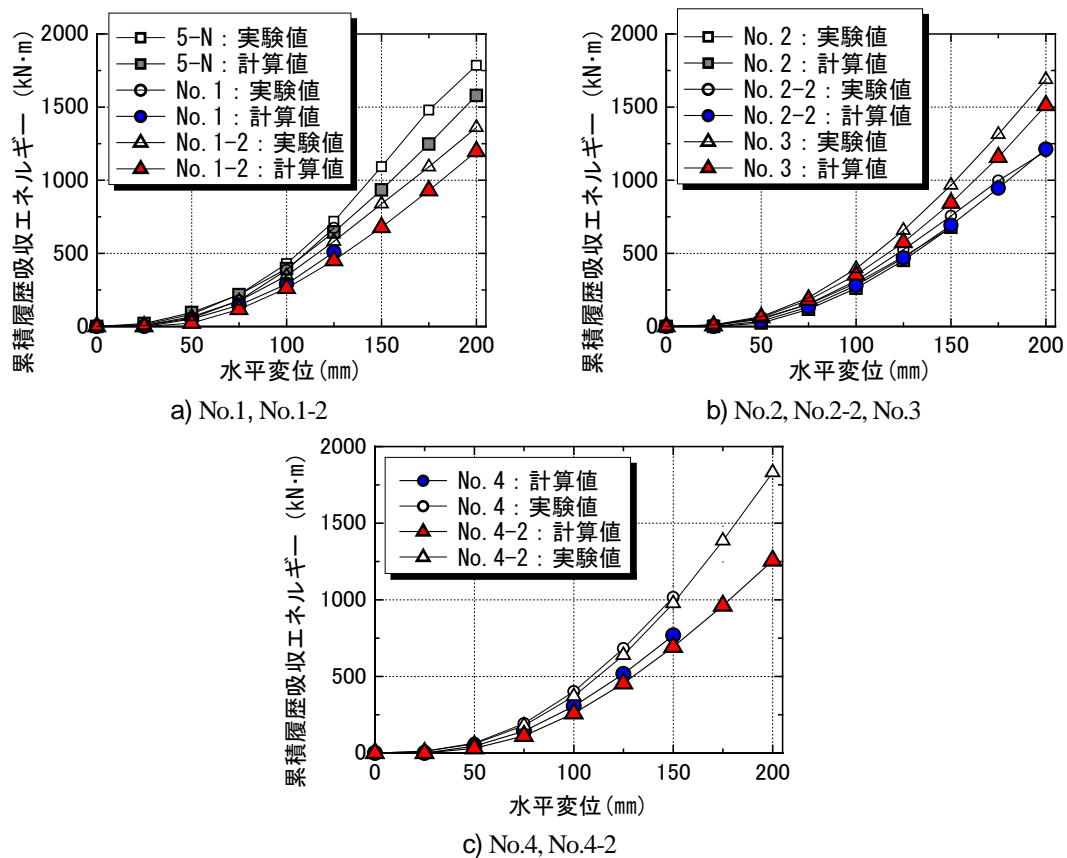 累積履歴吸収エネルギー (kN・m)
2000
1500
1000
500
0
5-N：実験値
5-N：計算値
No.1：実験値
No.1：計算値
No.1-2：実験値
No.1-2：計算値
0 50 100 150 200
水平変位(mm)
a) No.1, No.1-2
累積履歴吸収エネルギー (kN・m)
2000
1500
1000
500
0
No.2：実験値
No.2：計算値
No.2-2：実験値
No.2-2：計算値
No.3：実験値
No.3：計算値
0 50 100 150 200
水平変位(mm)
b) No.2, No.2-2, No.3
累積履歴吸収エネルギー (kN・m)
2000
1500
1000
500
0
No.4：計算値
No.4：実験値
No.4-2：計算値
No.4-2：実験値
0 50 100 150 200
水平変位(mm)
c) No.4, No.4-2